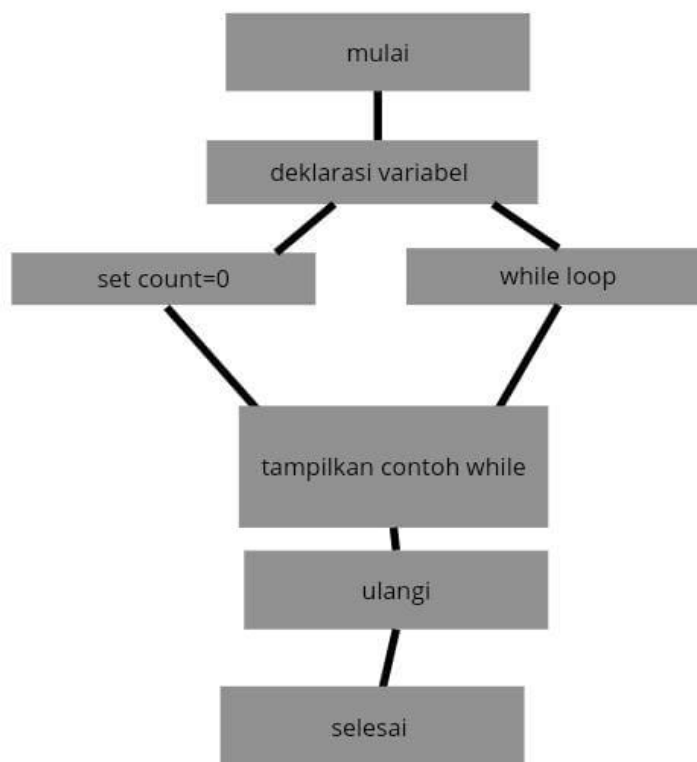 mulai
deklarasi variabel
set count=0
while loop
tampilkan contoh while
ulangi
selesai